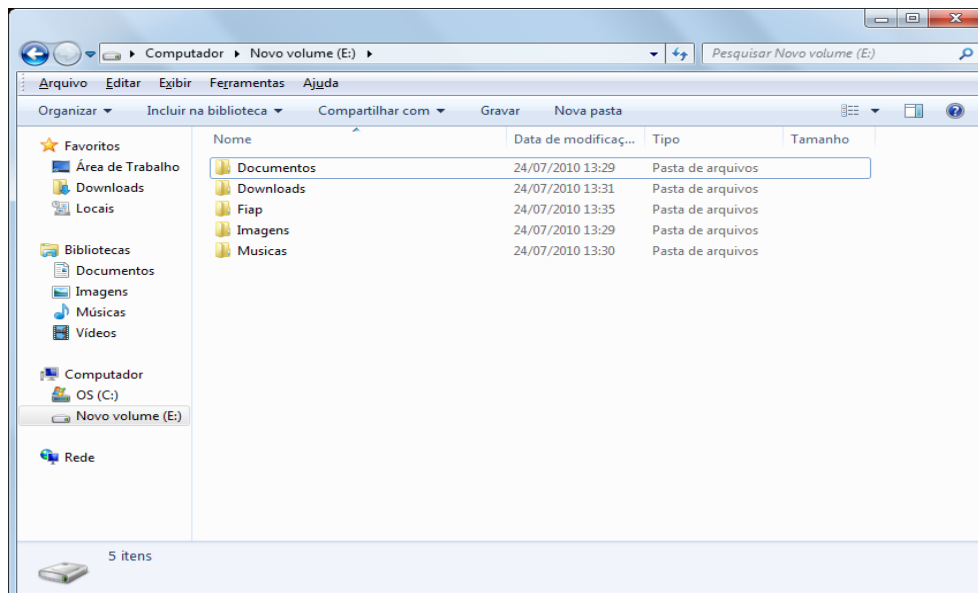 Computador Novo volume (E:)
Pesquisar Novo volume (E:)
Arquivo Editar Exibir Ferramentas Ajuda
Organizar Incluir na biblioteca Compartilhar com Gravar Nova pasta
Favoritos
Área de Trabalho
Downloads
Locais
Bibliotecas
Documentos
Imagens
Músicas
Vídeos
Computador
OS (C:)
Novo volume (E:)
Rede
Nome Data de modificaç... Tipo Tamanho
Documentos 24/07/2010 13:29 Pasta de arquivos
Downloads 24/07/2010 13:31 Pasta de arquivos
Fiap 24/07/2010 13:35 Pasta de arquivos
Imagens 24/07/2010 13:29 Pasta de arquivos
Musicas 24/07/2010 13:30 Pasta de arquivos
5 itens